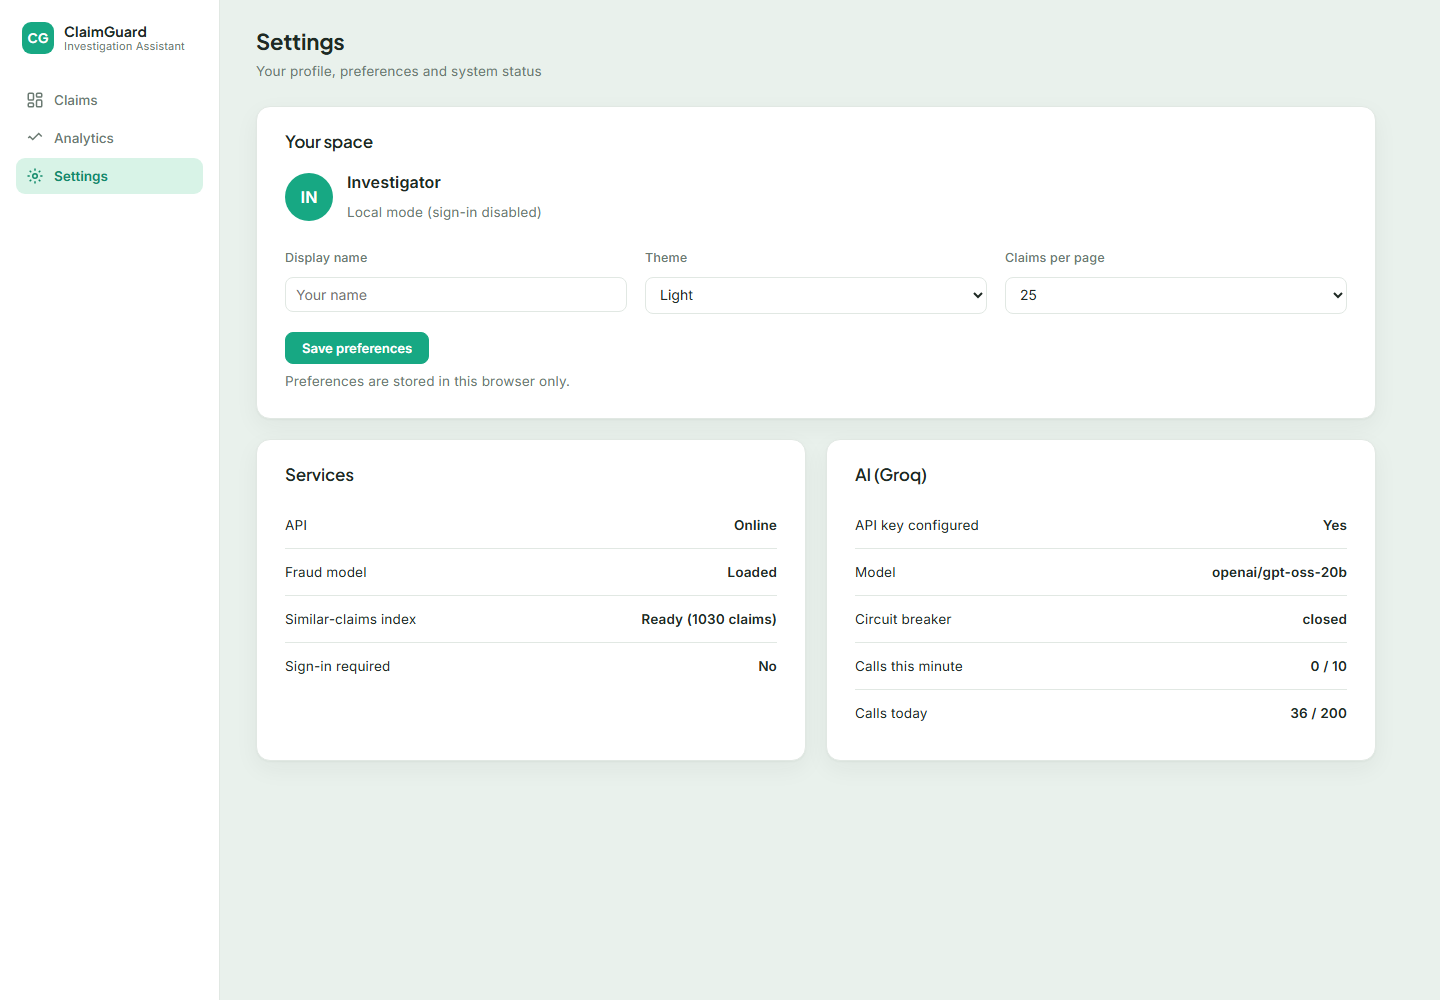 CG
ClaimGuard
Investigation Assistant
Claims
Analytics
Settings
Settings
Your profile, preferences and system status
Your space
IN
Investigator
Local mode (sign-in disabled)
Display name
Theme
Claims per page
Your name
Light
25
Save preferences
Preferences are stored in this browser only.
Services
API Online
Fraud model Loaded
Similar-claims index Ready (1030 claims)
Sign-in required No
AI (Groq)
API key configured Yes
Model openai/gpt-oss-20b
Circuit breaker closed
Calls this minute 0 / 10
Calls today 36 / 200